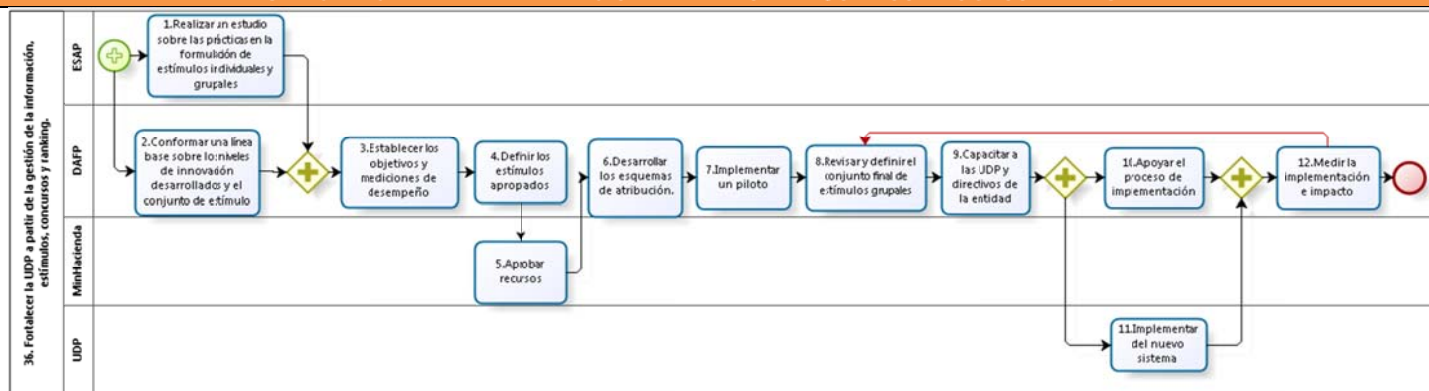 36. Fortalecer la UDP a partir de la gestión de la información,
estímulos, concursos y ranking.
ESAP
1.Realizar un estudio
sobre las prácticas en la
formulidón de
estímulos individuales y
grupales
DAFP
2.Conformar una línea
base sobre los niveles
de innovación
desarrollados y el
conjunto de estímulo
3.Establecer los
objetivos y
mediciones de
desempeño
4.Definir los
estímulos
apropados
6.Desarrollar
los esquemas
de atribución.
7.Implementar
un piloto
8.Revisar y definir el
conjunto final de
estímulos grupales
9.Capacitar a
las UDP y
directivos de
la entidad
10.Apoyar el
proceso de
impementación
12.Medir la
implementación
e impacto
MinHacienda
5.Aprobar
recursos
UDP
11.Implementar
del nuevo
sistema